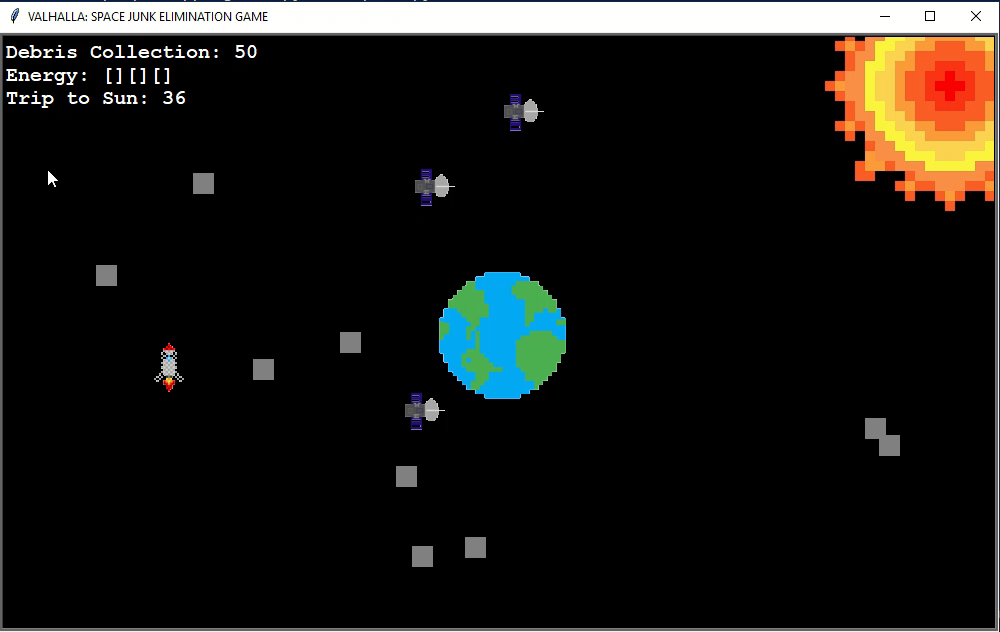 VALHALLA: SPACE JUNK ELIMINATION GAME
Debris Collection: 50
Energy: [][][]
Trip to Sun: 36